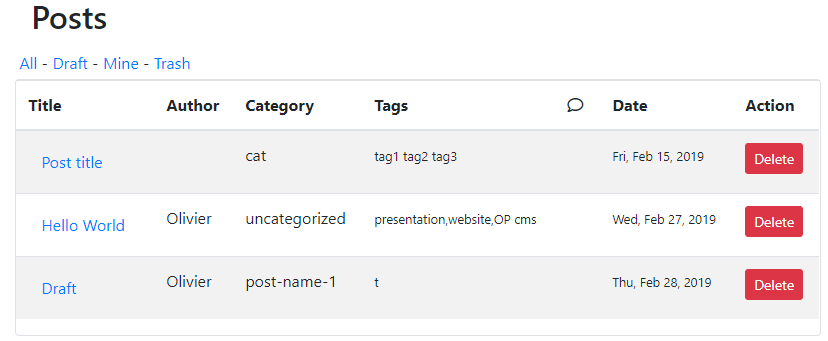 Posts
All - Draft - Mine - Trash
Title Author Category Tags Date Action
Post title cat tag1 tag2 tag3 Fri, Feb 15, 2019 Delete
Hello World Olivier uncategorized presentation,website,OP cms Wed, Feb 27, 2019 Delete
Draft Olivier post-name-1 t Thu, Feb 28, 2019 Delete